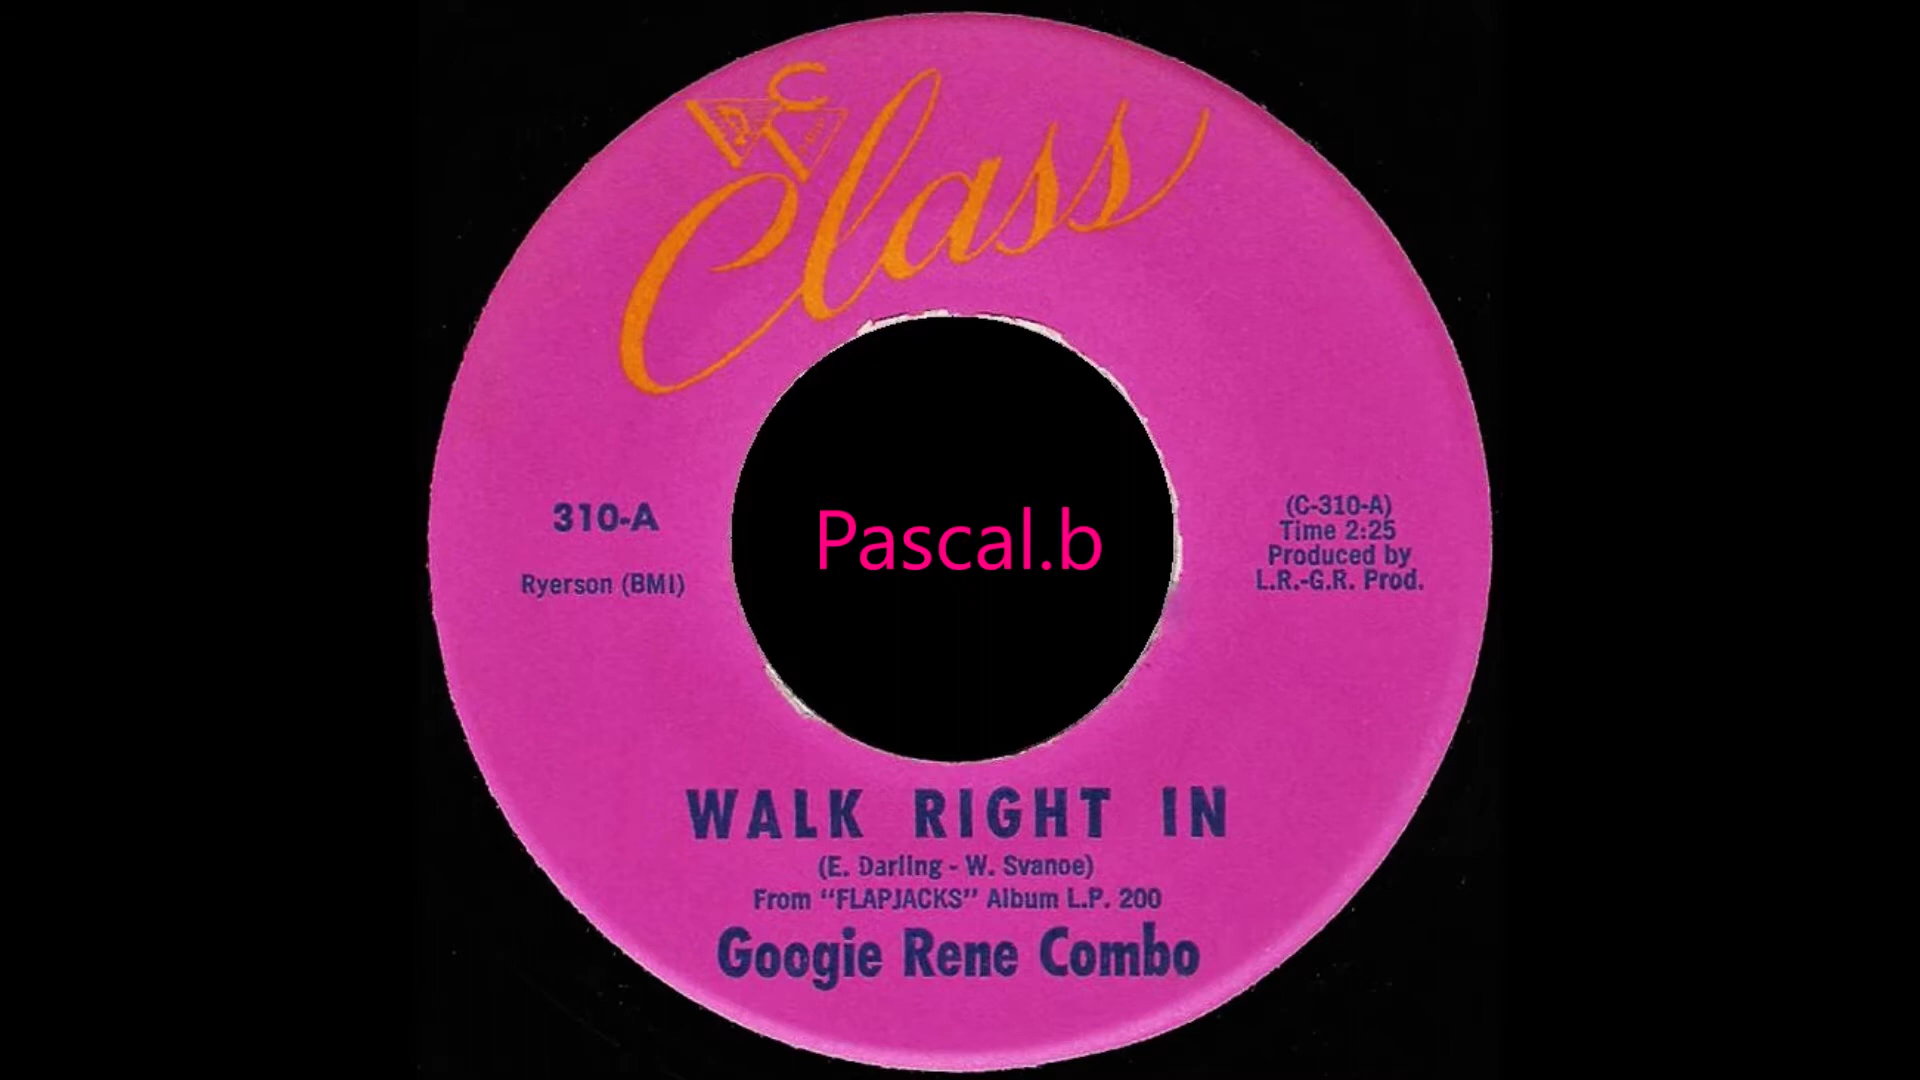 Class
310-A
Ryerson (BMI)
Pascal.b
(C-310-A)
Time 2:25
Produced by
L.R.-G.R. Prod.
WALK RIGHT IN
(E. Darling - W. Svanoe)
From "FLAPJACKS" Album L.P. 200
Googie Rene Combo